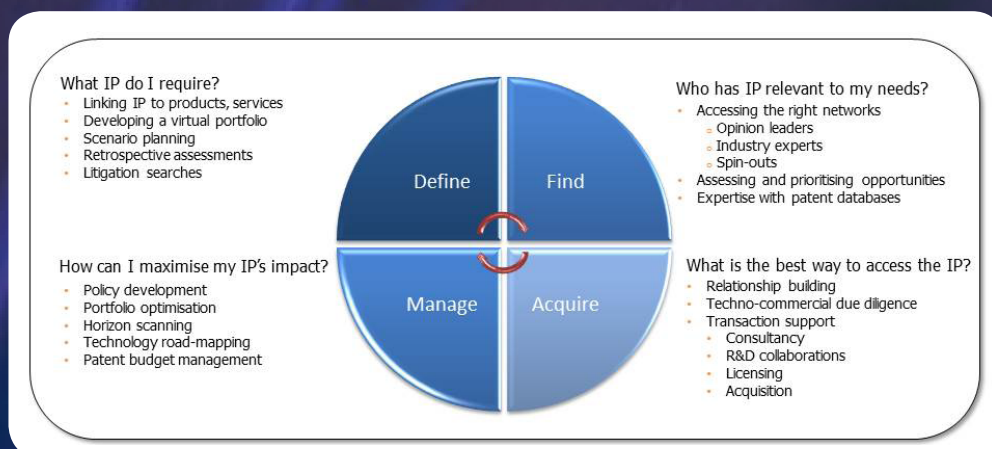 What IP do I require?
• Linking IP to products, services
• Developing a virtual portfolio
• Scenario planning
• Retrospective assessments
• Litigation searches
Define
Find
Who has IP relevant to my needs?
• Accessing the right networks
o Opinion leaders
o Industry experts
o Spin-outs
• Assessing and prioritising opportunities
• Expertise with patent databases
How can I maximise my IP's impact?
• Policy development
• Portfolio optimisation
• Horizon scanning
• Technology road-mapping
• Patent budget management
Manage
Acquire
What is the best way to access the IP?
• Relationship building
• Techno-commercial due diligence
• Transaction support
• Consultancy
• R&D collaborations
• Licensing
• Acquisition